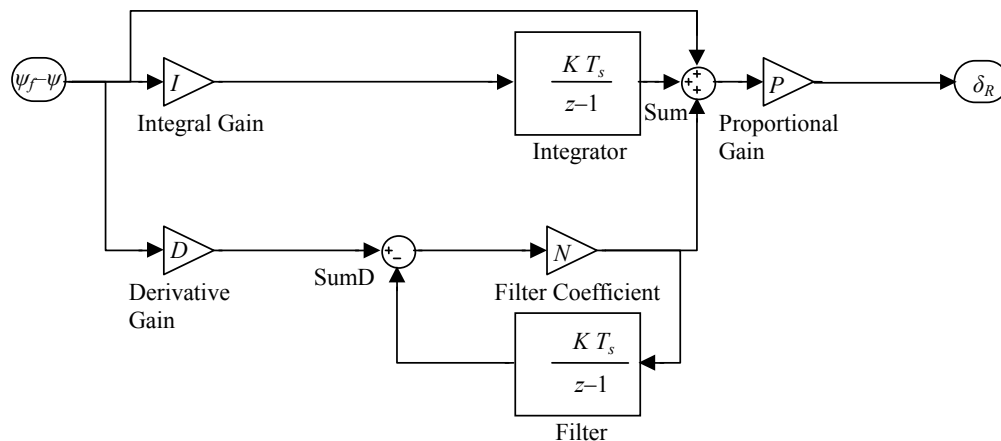 ψf–ψ
I
Integral Gain
K Ts
z–1
Integrator
+ + +
Sum
P
Proportional
Gain
δR
D
Derivative
Gain
+ –
SumD
N
Filter Coefficient
K Ts
z–1
Filter